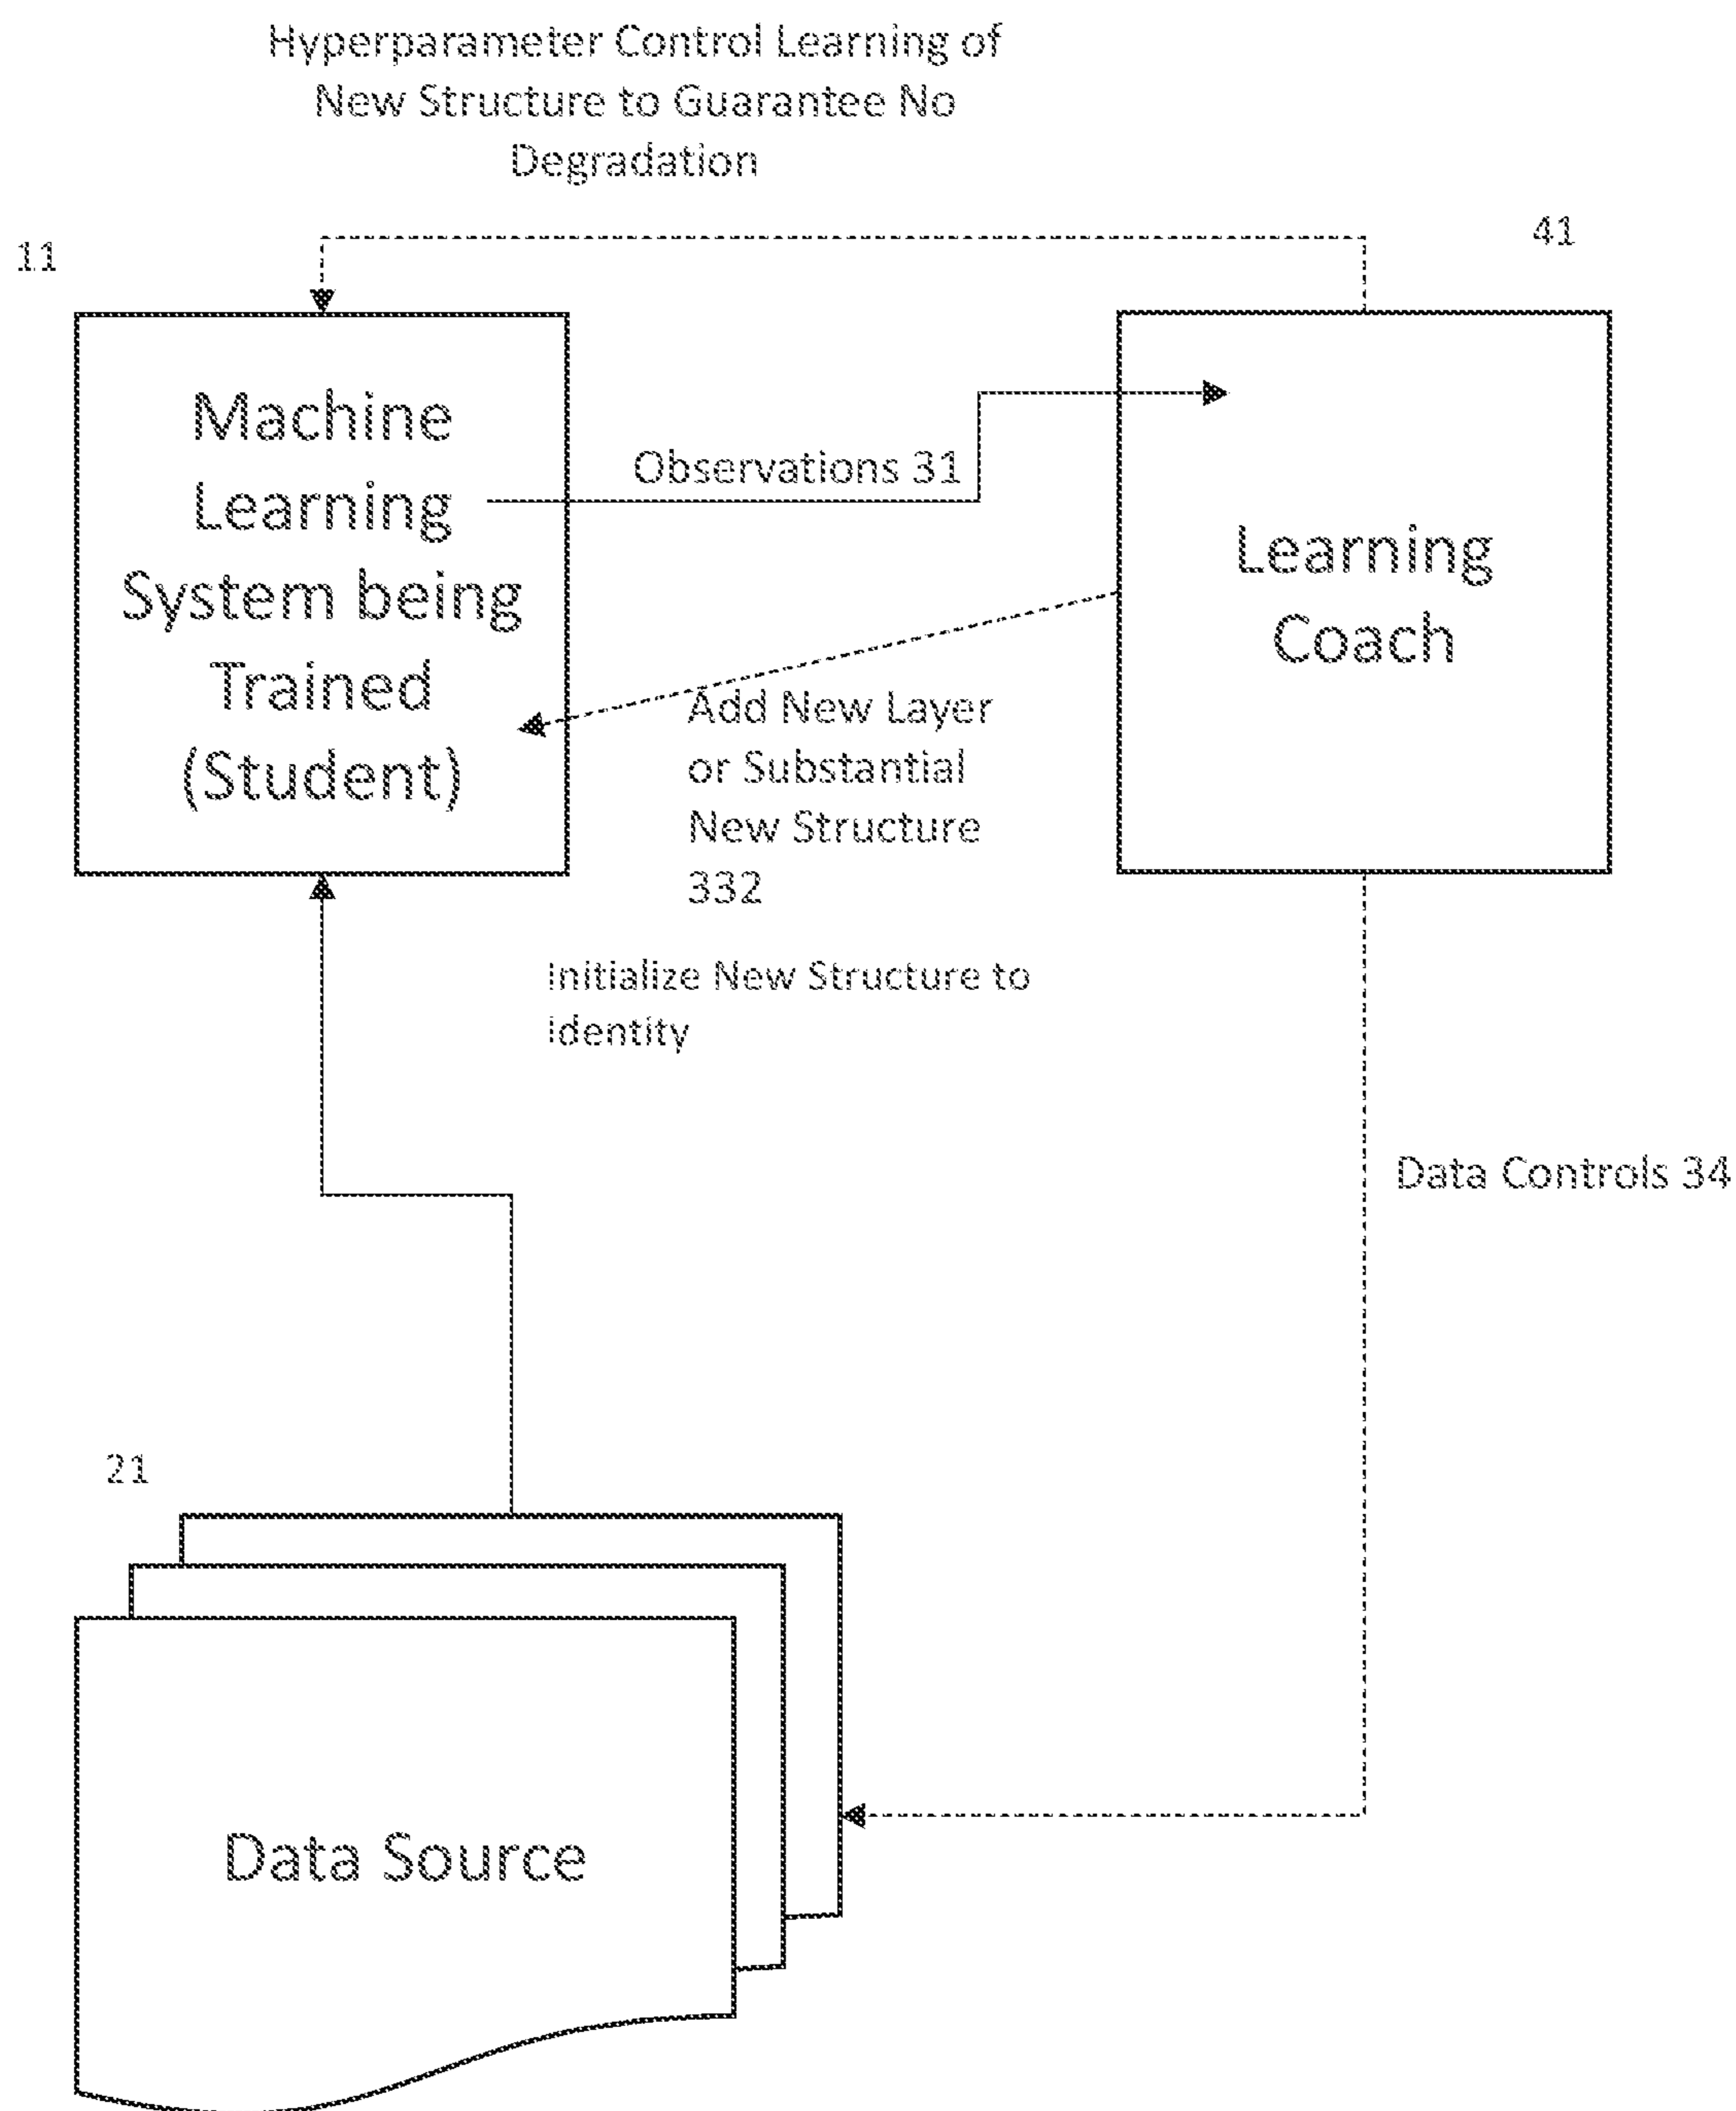 Hyperparameter Control Learning of
New Structure to Guarantee No
Degradation
11
41
Machine
Learning
System being
Trained
(Student)
Observations 31
Learning
Coach
Add New Layer
or Substantial
New Structure
332
Initialize New Structure to
Identity
Data Controls 34
21
Data Source